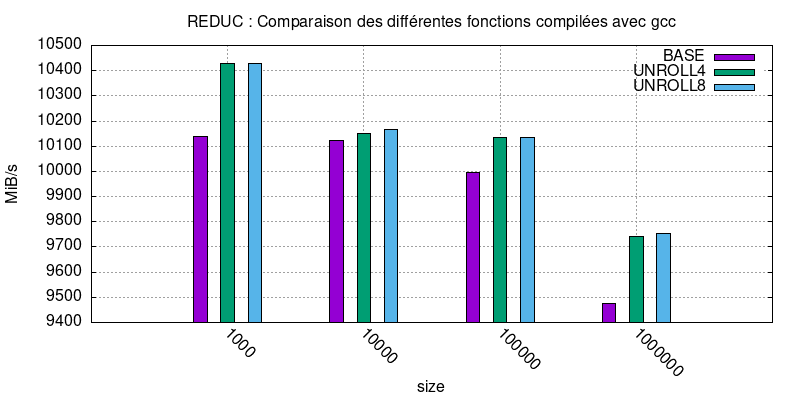 REDUC : Comparaison des différentes fonctions compilées avec gcc
10500
10400
10300
10200
10100
10000
9900
9800
9700
9600
9500
9400
MiB/s
BASE
UNROLL4
UNROLL8
1000
10000
100000
1000000
size